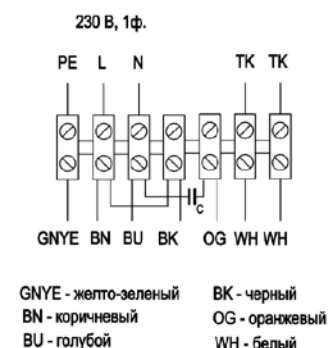 230 В, 1ф.
PE L N TK TK
C
GNYE BN BU BK OG WH WH
GNYE - желто-зеленый BK - черный
BN - коричневый OG - оранжевый
BU - голубой WH - белый